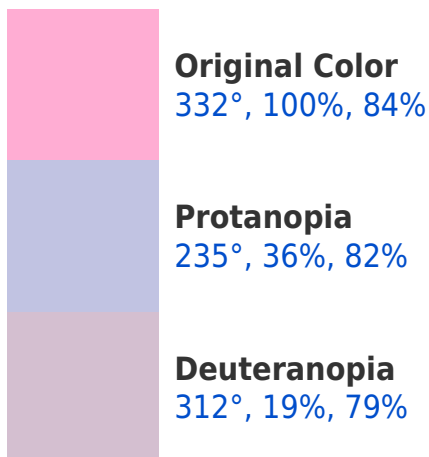 Original Color
332°, 100%, 84%
Protanopia
235°, 36%, 82%
Deuteranopia
312°, 19%, 79%